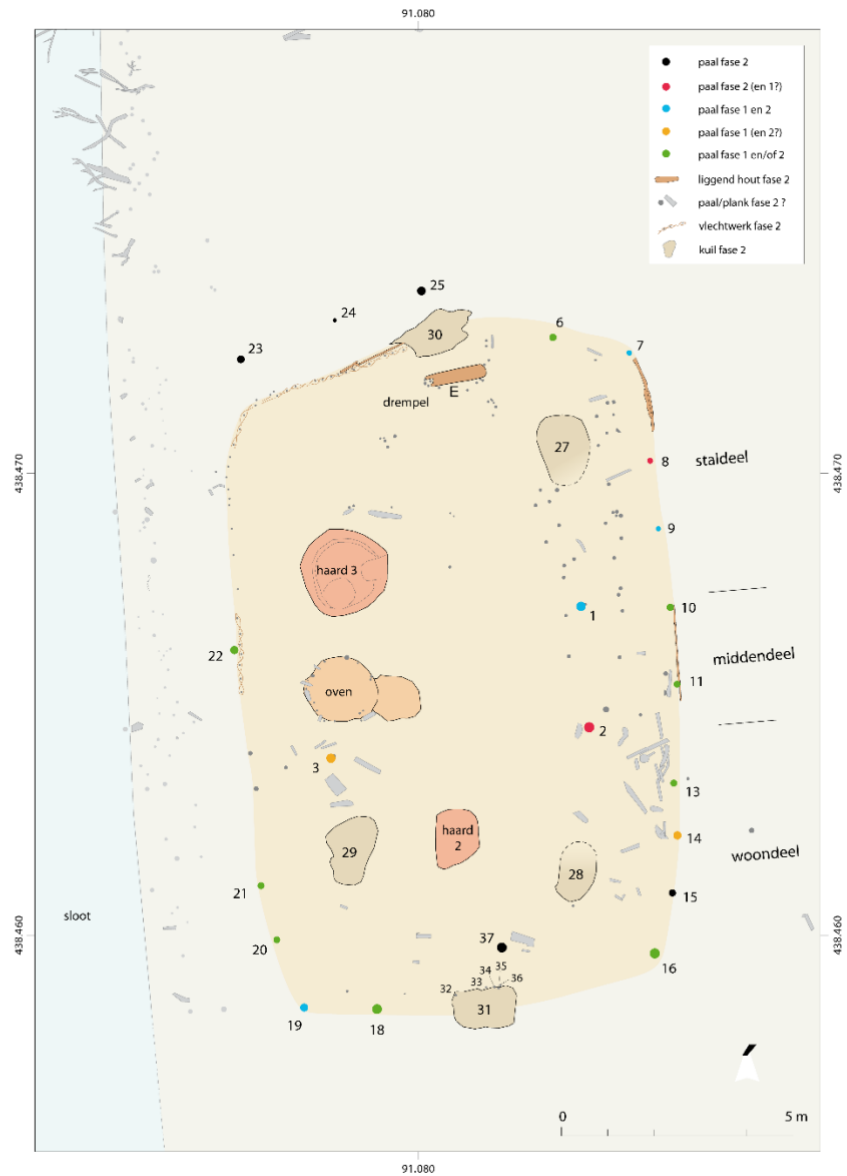 91.080
paal fase 2
paal fase 2 (en 1?)
paal fase 1 en 2
paal fase 1 (en 2?)
paal fase 1 en/of 2
liggend hout fase 2
paal/plank fase 2 ?
vlechtwerk fase 2
kuil fase 2
25
24
23
30
6
7
E
drempel
27
8
staldeel
438.470
438.470
9
haard 3
1
10
22
middendeel
11
oven
2
3
13
haard
2
14
29
28
woondeel
15
21
sloot
20
438.460
438.460
37
16
35
34
36
33
32
31
19
18
0
5 m
91.080